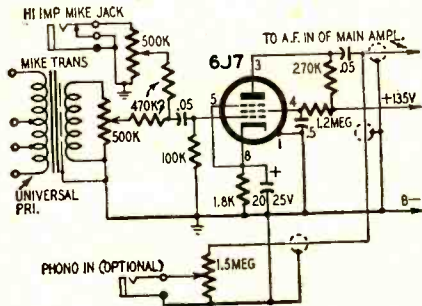 HI IMP MIKE JACK
500K
MIKE TRANS
500K
UNIVERSAL
PRI.
470K?
.05
100K
6J7
3
5
4
8
1
1.8K
20
25V
.5
1.2MEG
270K
.05
TO A.F. IN OF MAIN AMPL.
+135V
B-
PHONO IN (OPTIONAL)
1.5MEG